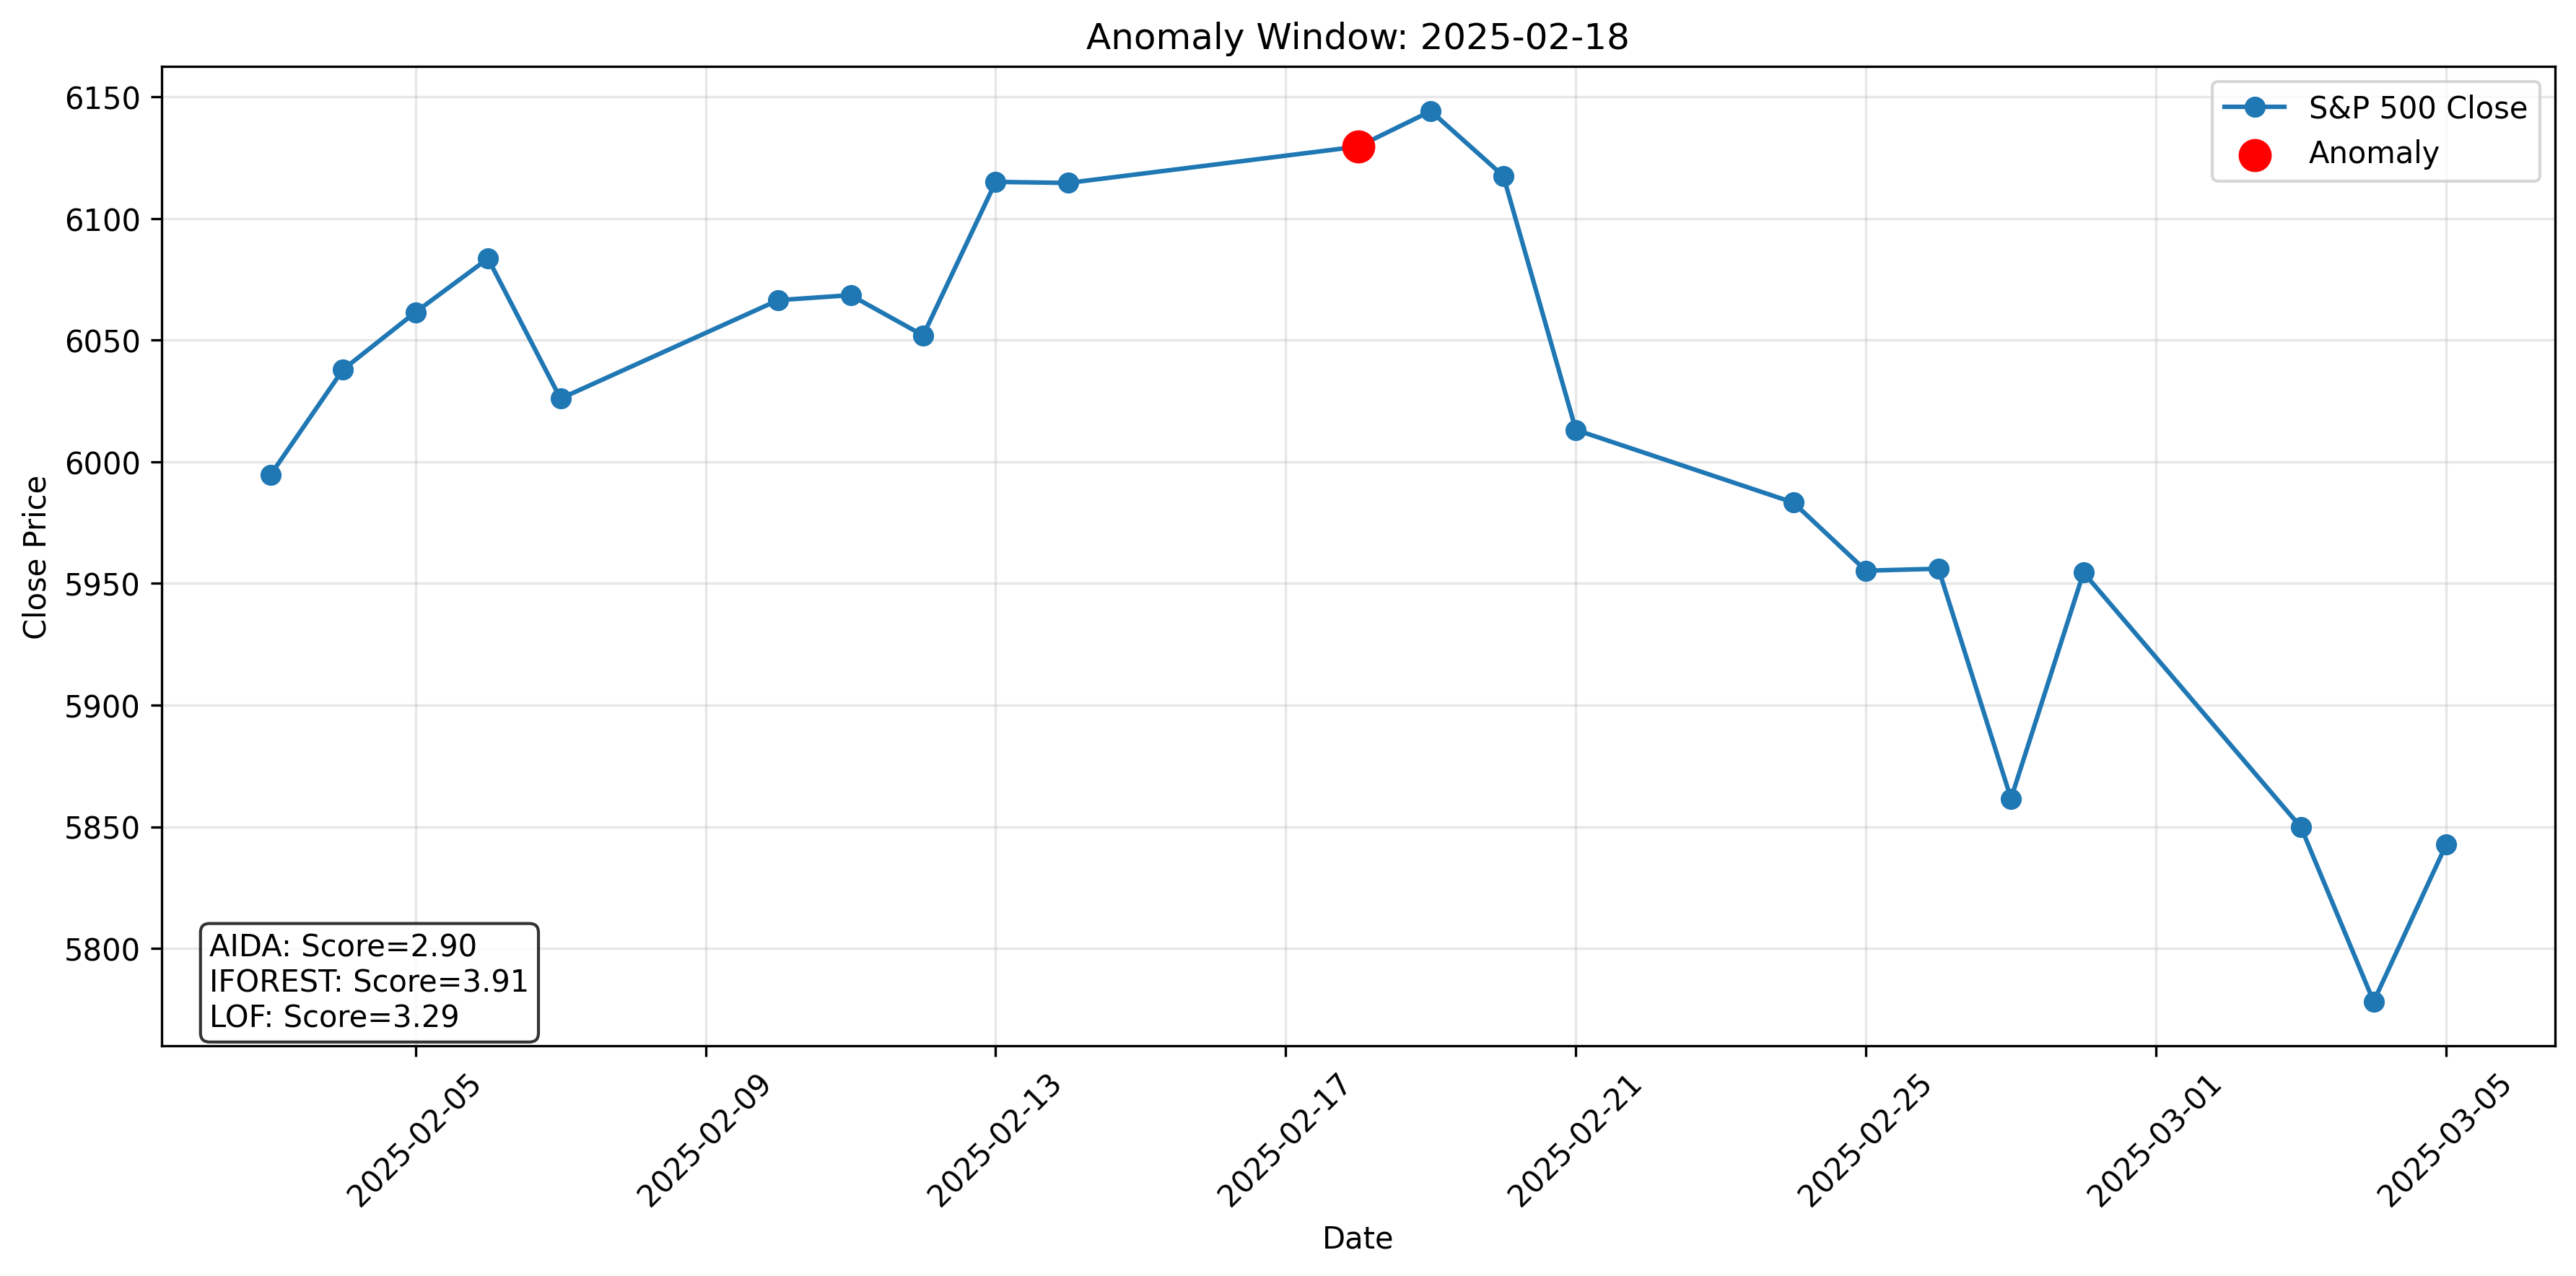 Anomaly Window: 2025-02-18
S&P 500 Close
Anomaly
Close Price
6150
6100
6050
6000
5950
5900
5850
5800
AIDA: Score=2.90
IFOREST: Score=3.91
LOF: Score=3.29
2025-02-05
2025-02-09
2025-02-13
2025-02-17
2025-02-21
2025-02-25
2025-03-01
2025-03-05
Date